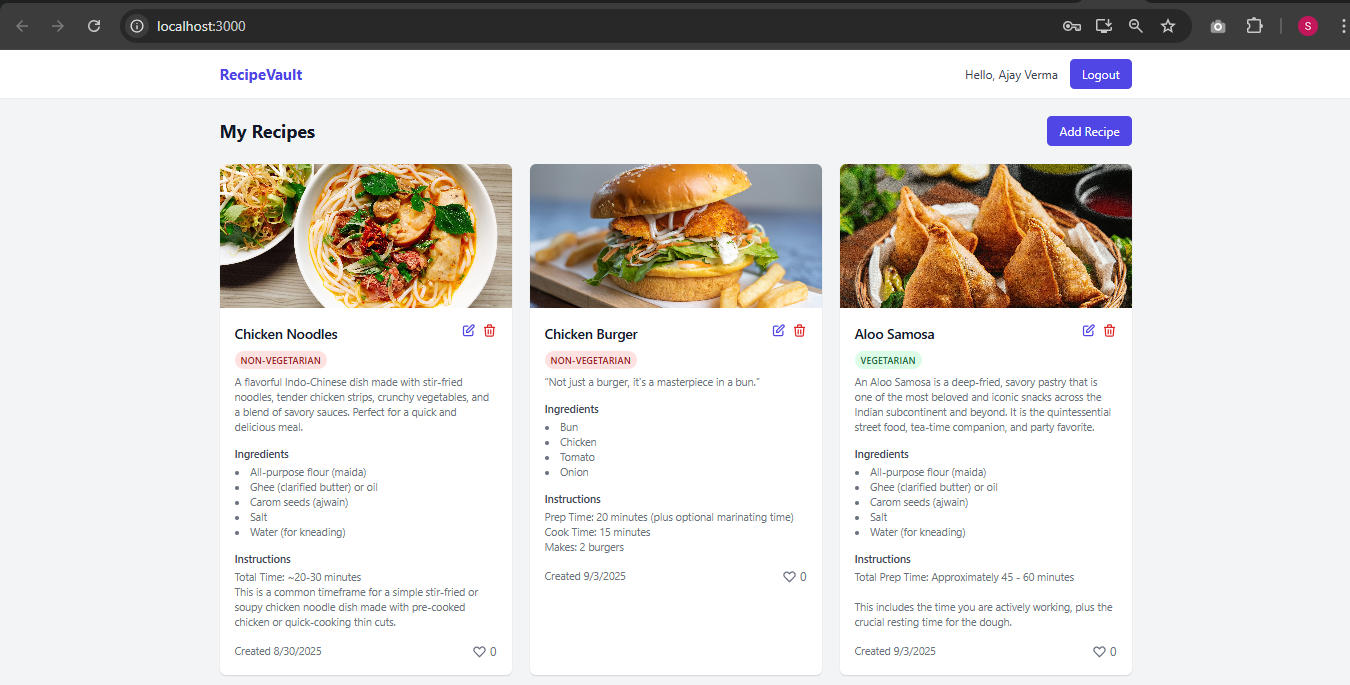 localhost:3000
S
RecipeVault
Hello, Ajay Verma
Logout
My Recipes
Add Recipe
Chicken Noodles
NON-VEGETARIAN
A flavorful Indo-Chinese dish made with stir-fried
noodles, tender chicken strips, crunchy vegetables, and
a blend of savory sauces. Perfect for a quick and
delicious meal.
Ingredients
• All-purpose flour (maida)
• Ghee (clarified butter) or oil
• Carom seeds (ajwain)
• Salt
• Water (for kneading)
Instructions
Total Time: ~20-30 minutes
This is a common timeframe for a simple stir-fried or
soupy chicken noodle dish made with pre-cooked
chicken or quick-cooking thin cuts.
Created 8/30/2025
0
Chicken Burger
NON-VEGETARIAN
"Not just a burger, it's a masterpiece in a bun."
Ingredients
• Bun
• Chicken
• Tomato
• Onion
Instructions
Prep Time: 20 minutes (plus optional marinating time)
Cook Time: 15 minutes
Makes: 2 burgers
Created 9/3/2025
0
Aloo Samosa
VEGETARIAN
An Aloo Samosa is a deep-fried, savory pastry that is
one of the most beloved and iconic snacks across the
Indian subcontinent and beyond. It is the quintessential
street food, tea-time companion, and party favorite.
Ingredients
• All-purpose flour (maida)
• Ghee (clarified butter) or oil
• Carom seeds (ajwain)
• Salt
• Water (for kneading)
Instructions
Total Prep Time: Approximately 45 - 60 minutes
This includes the time you are actively working, plus the
crucial resting time for the dough.
Created 9/3/2025
0